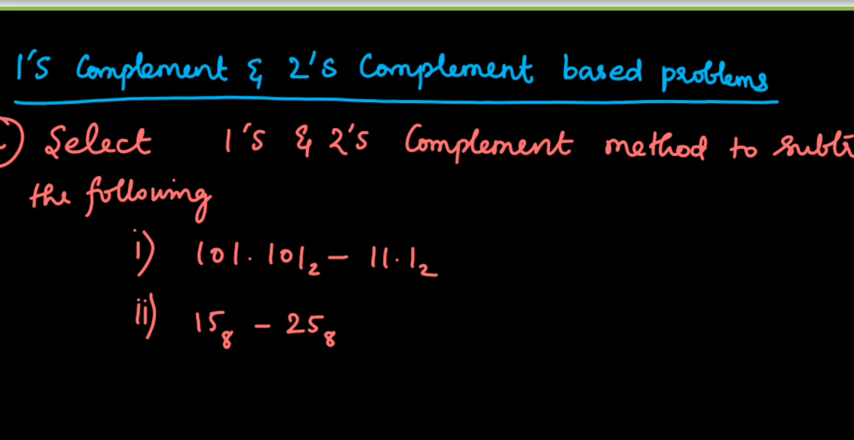 1's Complement & 2's Complement based problems
Select 1's & 2's Complement method to
the following
i) 101.101₂ - 11.1₂
ii) 15₈ - 25₈